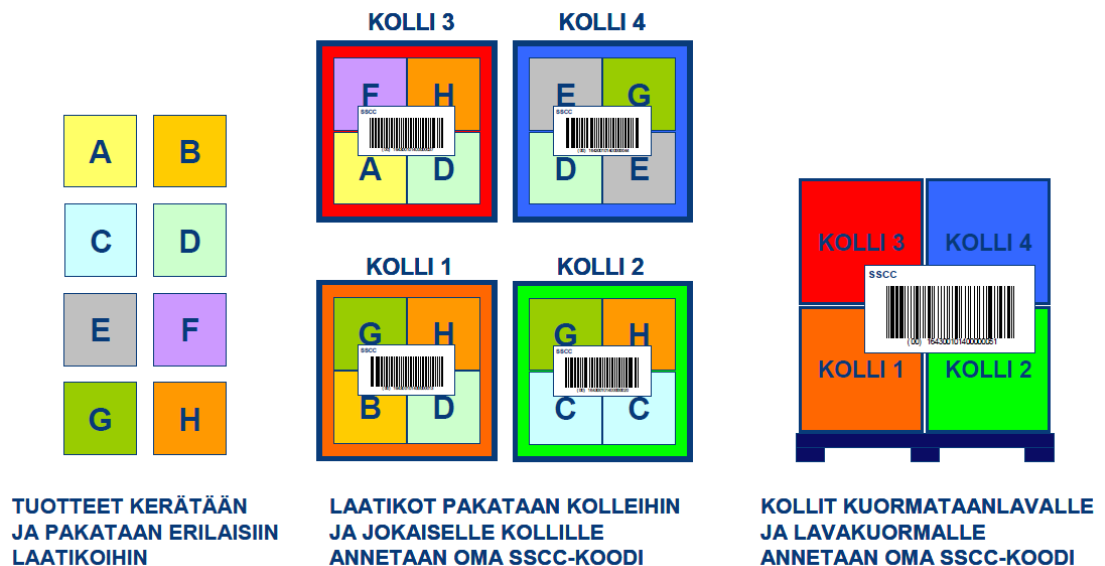 A
B
C
D
E
F
G
H
TUOTTEET KERÄTÄÄN
JA PAKATAAN ERILAISIIN
LAATIKOIHIN
KOLLI 3
F
H
SSCC
A
D
KOLLI 4
E
G
SSCC
D
E
KOLLI 1
G
H
SSCC
B
D
KOLLI 2
G
H
SSCC
C
C
LAATIKOT PAKATAAN KOLLEIHIN
JA JOKAISELLE KOLLILLE
ANNETAAN OMA SSCC-KOODI
KOLLI 3
KOLLI 4
SSCC
(00) 164300101400000051
KOLLI 1
KOLLI 2
KOLLIT KUORMATAANLAVALLE
JA LAVAKUORMALLE
ANNETAAN OMA SSCC-KOODI